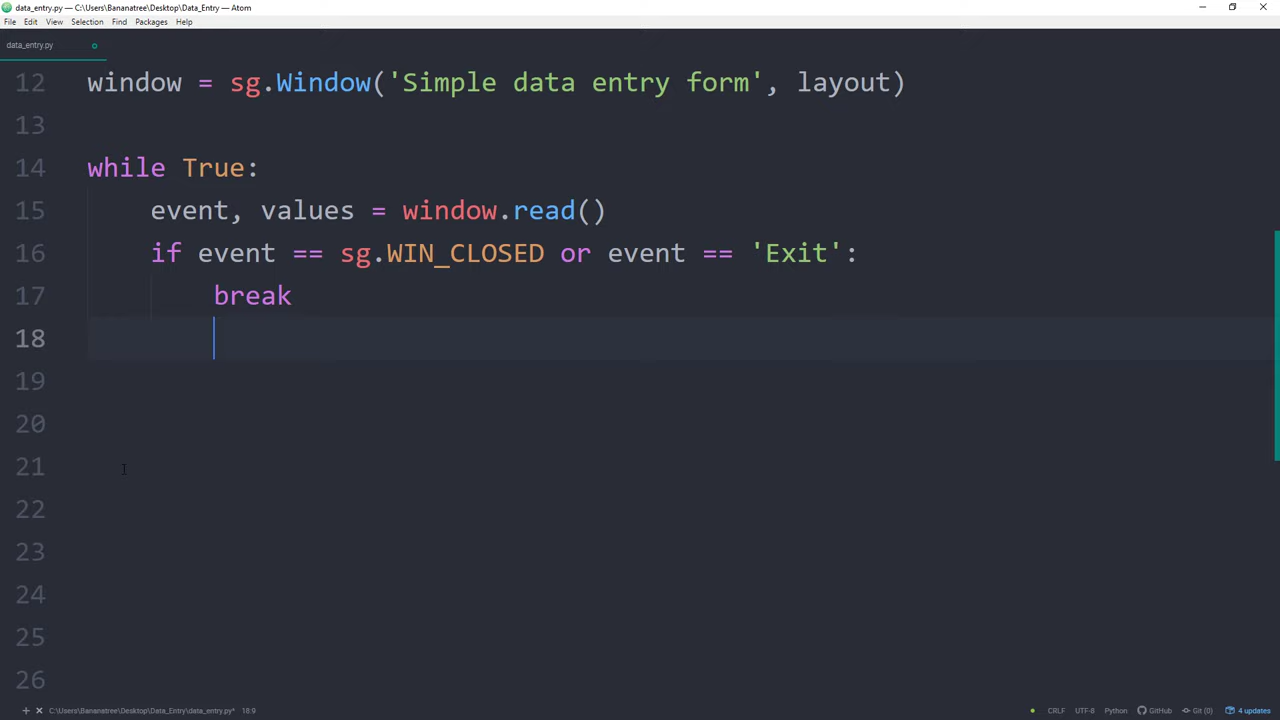 data_entry.py — C:\Users\Bananatree\Desktop\Data_Entry — Atom
File Edit View Selection Find Packages Help
data_entry.py
12 window = sg.Window('Simple data entry form', layout)
13
14 while True:
15 event, values = window.read()
16 if event == sg.WIN_CLOSED or event == 'Exit':
17 break
18
19
20
21
22
23
24
25
26
C:\Users\Bananatree\Desktop\Data_Entry\data_entry.py* 18:9 CRLF UTF-8 Python GitHub Git (0) 4 updates